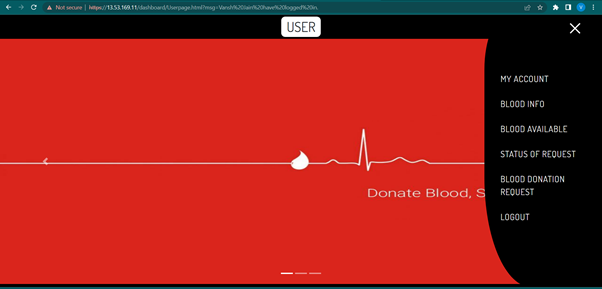 Not secure | https://13.53.169.11/dashboard/Userpage.html?msg=Vansh%20Jain%20have%20logged%20in.
V
USER
MY ACCOUNT
BLOOD INFO
BLOOD AVAILABLE
STATUS OF REQUEST
BLOOD DONATION
REQUEST
LOGOUT
Donate Blood, S